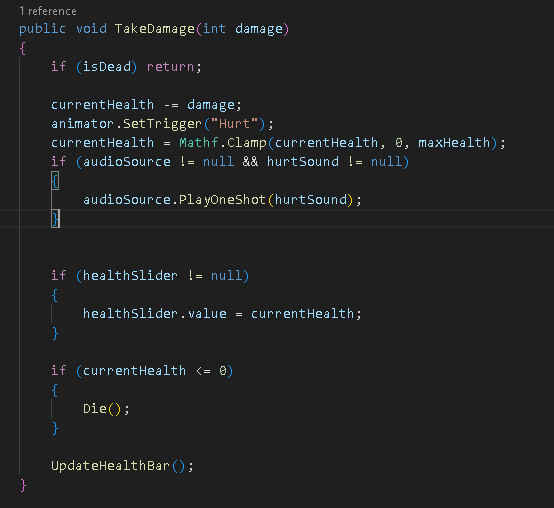 1 reference
public void TakeDamage(int damage)
{
if (isDead) return;
currentHealth -= damage;
animator.SetTrigger("Hurt");
currentHealth = Mathf.Clamp(currentHealth, 0, maxHealth);
if (audioSource != null && hurtSound != null)
{
audioSource.PlayOneShot(hurtSound);
}
if (healthSlider != null)
{
healthSlider.value = currentHealth;
}
if (currentHealth <= 0)
{
Die();
}
UpdateHealthBar();
}